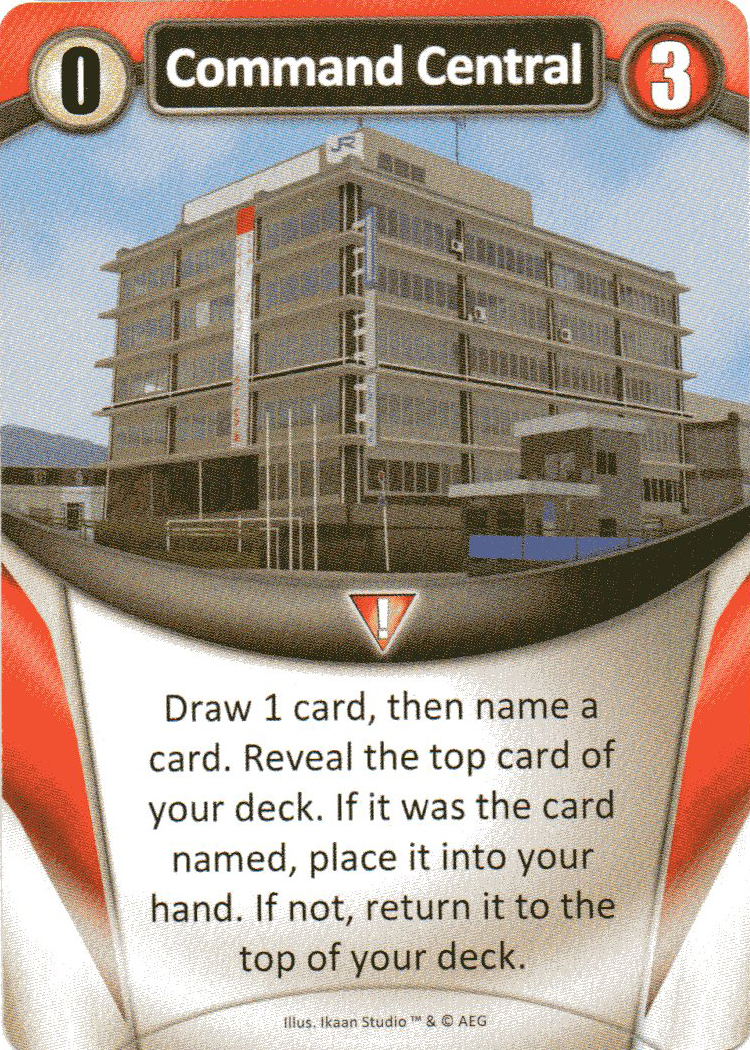 0
Command Central
3
JR
!
Draw 1 card, then name a
card. Reveal the top card of
your deck. If it was the card
named, place it into your
hand. If not, return it to the
top of your deck.
Illus. Ikaan Studio ™ & © AEG